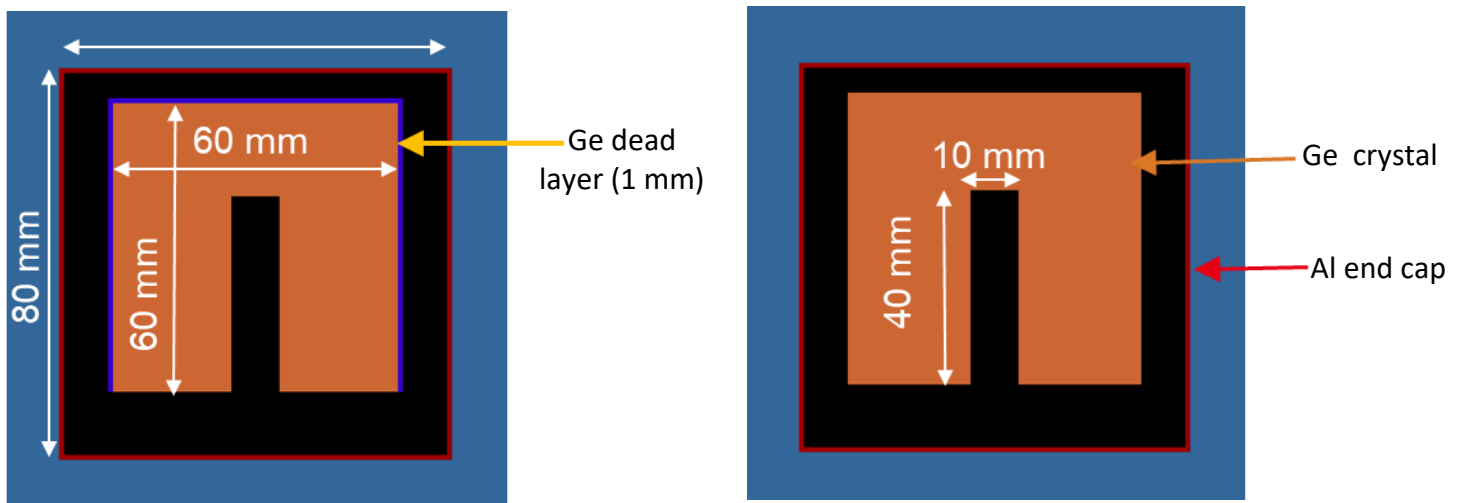 60 mm
60 mm
80 mm
Ge dead
layer (1 mm)
10 mm
40 mm
Ge crystal
Al end cap